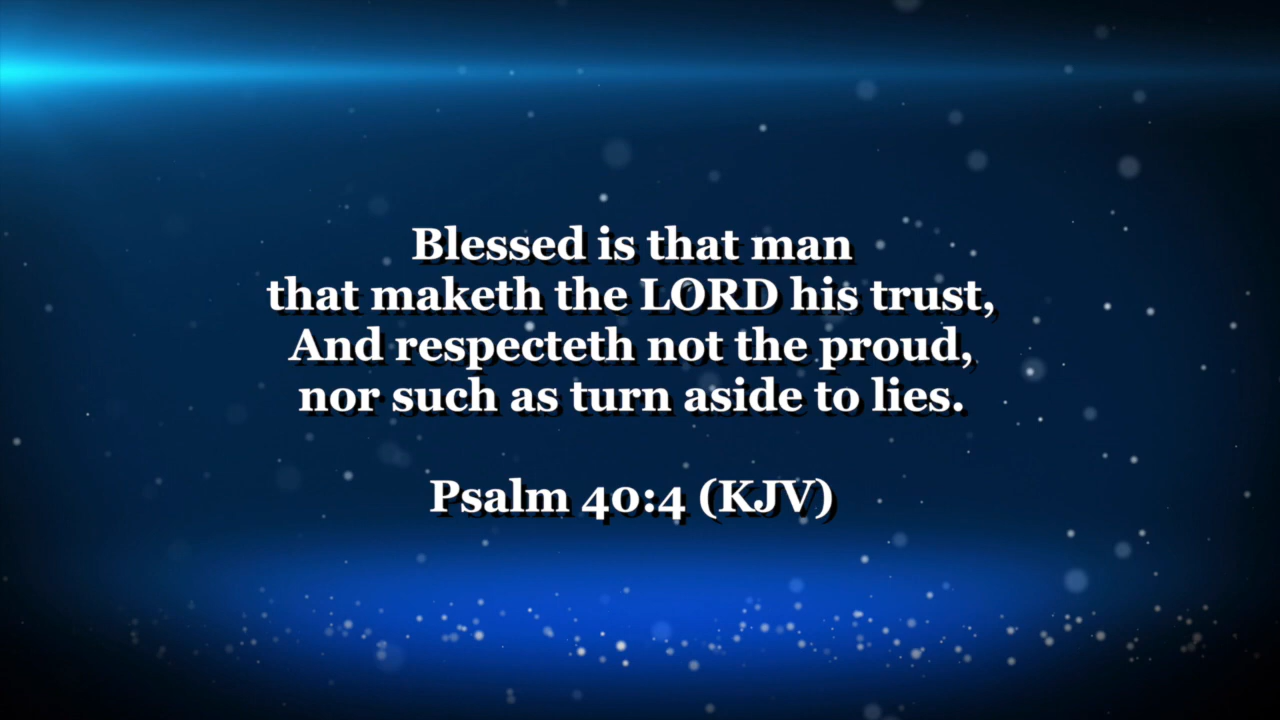 Blessed is that man
that maketh the LORD his trust,
And respecteth not the proud,
nor such as turn aside to lies.
Psalm 40:4 (KJV)